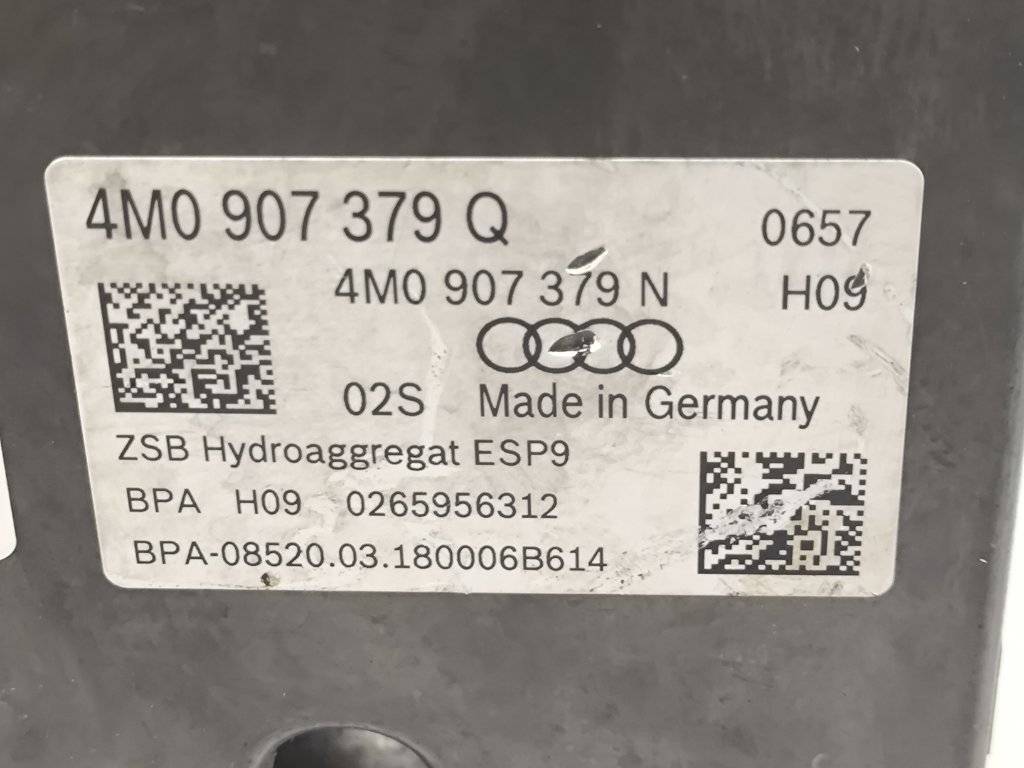 4M0 907 379 Q 0657
4M0 907 379 N H09
02S Made in Germany
ZSB Hydroaggregat ESP9
BPA H09 0265956312
BPA-08520.03.180006B614